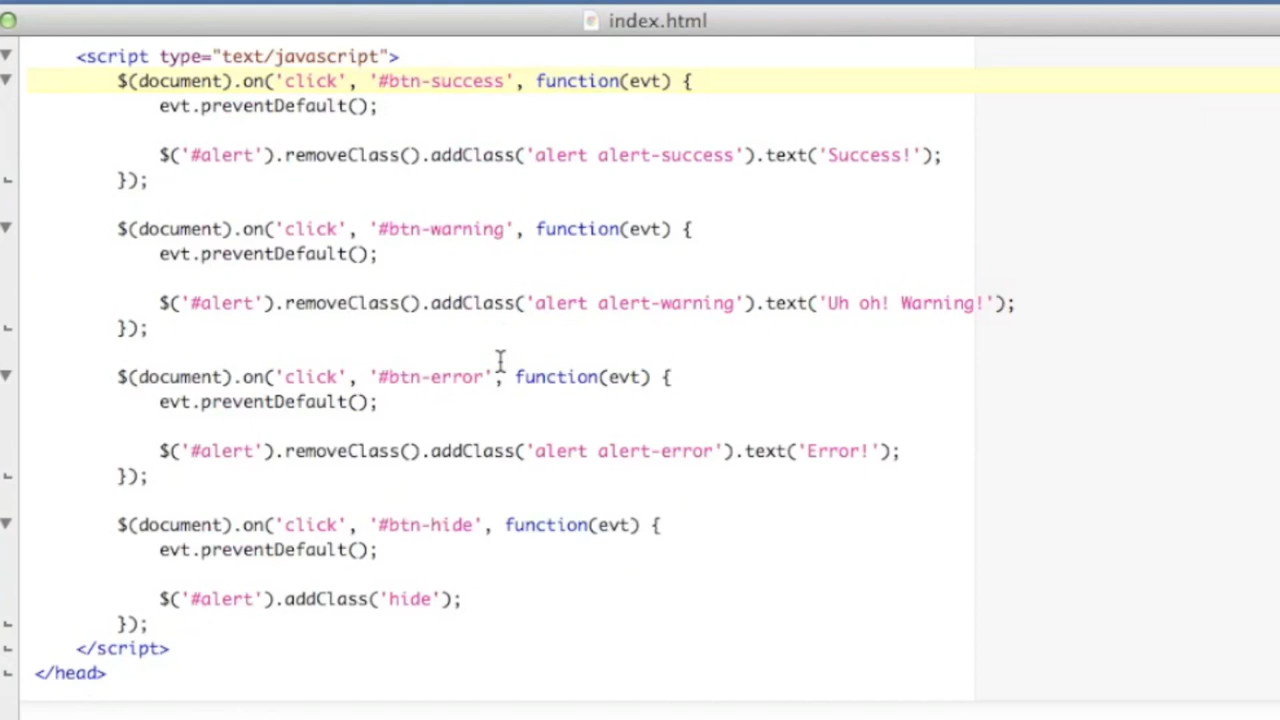 index.html
<script type="text/javascript">
$(document).on('click', '#btn-success', function(evt) {
evt.preventDefault();
$('#alert').removeClass().addClass('alert alert-success').text('Success!');
});
$(document).on('click', '#btn-warning', function(evt) {
evt.preventDefault();
$('#alert').removeClass().addClass('alert alert-warning').text('Uh oh! Warning!');
});
$(document).on('click', '#btn-error', function(evt) {
evt.preventDefault();
$('#alert').removeClass().addClass('alert alert-error').text('Error!');
});
$(document).on('click', '#btn-hide', function(evt) {
evt.preventDefault();
$('#alert').addClass('hide');
});
</script>
</head>